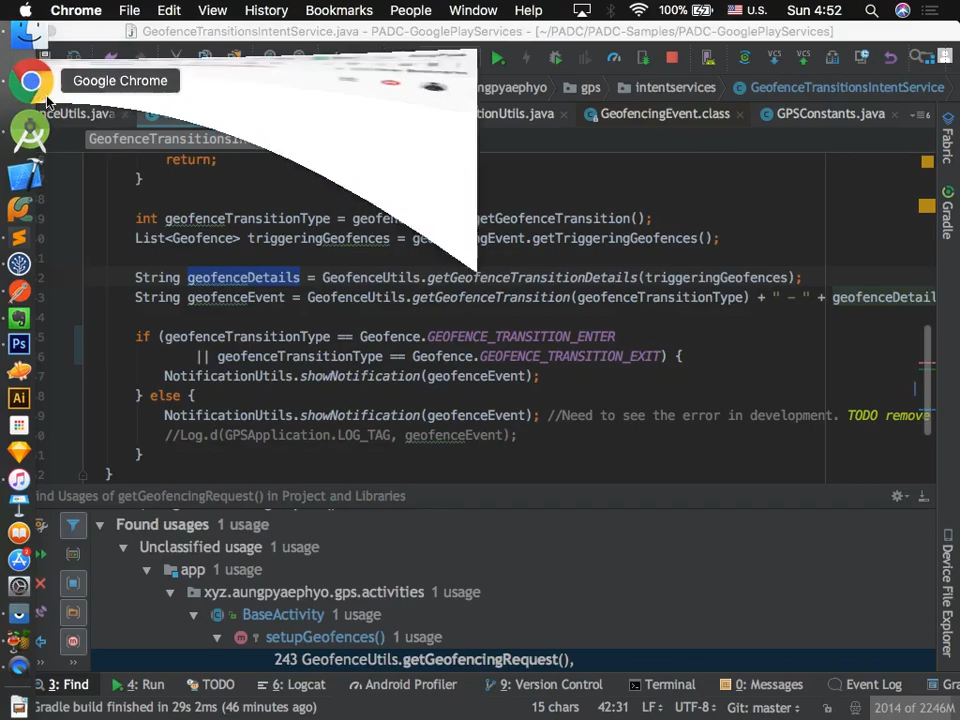 Chrome File Edit View History Bookmarks People Window Help 100% U.S. Sun 4:52
GeofenceTransitionsIntentService.java — PADC-GooglePlayServices - [~/PADC/PADC-Samples/PADC-GooglePlayServices]
Google Chrome
ngpyaephyo gps intentservices GeofenceTransitionsIntentService
nceUtils.java tionUtils.java GeofencingEvent.class GPSConstants.java
GeofenceTransitionsIn
return;
}
int geofenceTransitionType = geofen getGeofenceTransition();
List<Geofence> triggeringGeofences = ge ingEvent.getTriggeringGeofences();
String geofenceDetails = GeofenceUtils.getGeofenceTransitionDetails(triggeringGeofences);
String geofenceEvent = GeofenceUtils.getGeofenceTransition(geofenceTransitionType) + " - " + geofenceDetail
if (geofenceTransitionType == Geofence.GEOFENCE_TRANSITION_ENTER
|| geofenceTransitionType == Geofence.GEOFENCE_TRANSITION_EXIT) {
NotificationUtils.showNotification(geofenceEvent);
} else {
NotificationUtils.showNotification(geofenceEvent); //Need to see the error in development. TODO remove
//Log.d(GPSApplication.LOG_TAG, geofenceEvent);
}
}
ind Usages of getGeofencingRequest() in Project and Libraries
Found usages 1 usage
Unclassified usage 1 usage
app 1 usage
xyz.aungpyaephyo.gps.activities 1 usage
BaseActivity 1 usage
setupGeofences() 1 usage
243 GeofenceUtils.getGeofencingRequest(),
3: Find 4: Run TODO 6: Logcat Android Profiler 9: Version Control Terminal 0: Messages Event Log Gra
Gradle build finished in 29s 2ms (46 minutes ago) 15 chars 42:31 LF÷ UTF-8÷ Git: master÷ 2014 of 2246M
Fabric
Gradle
Device File Explorer